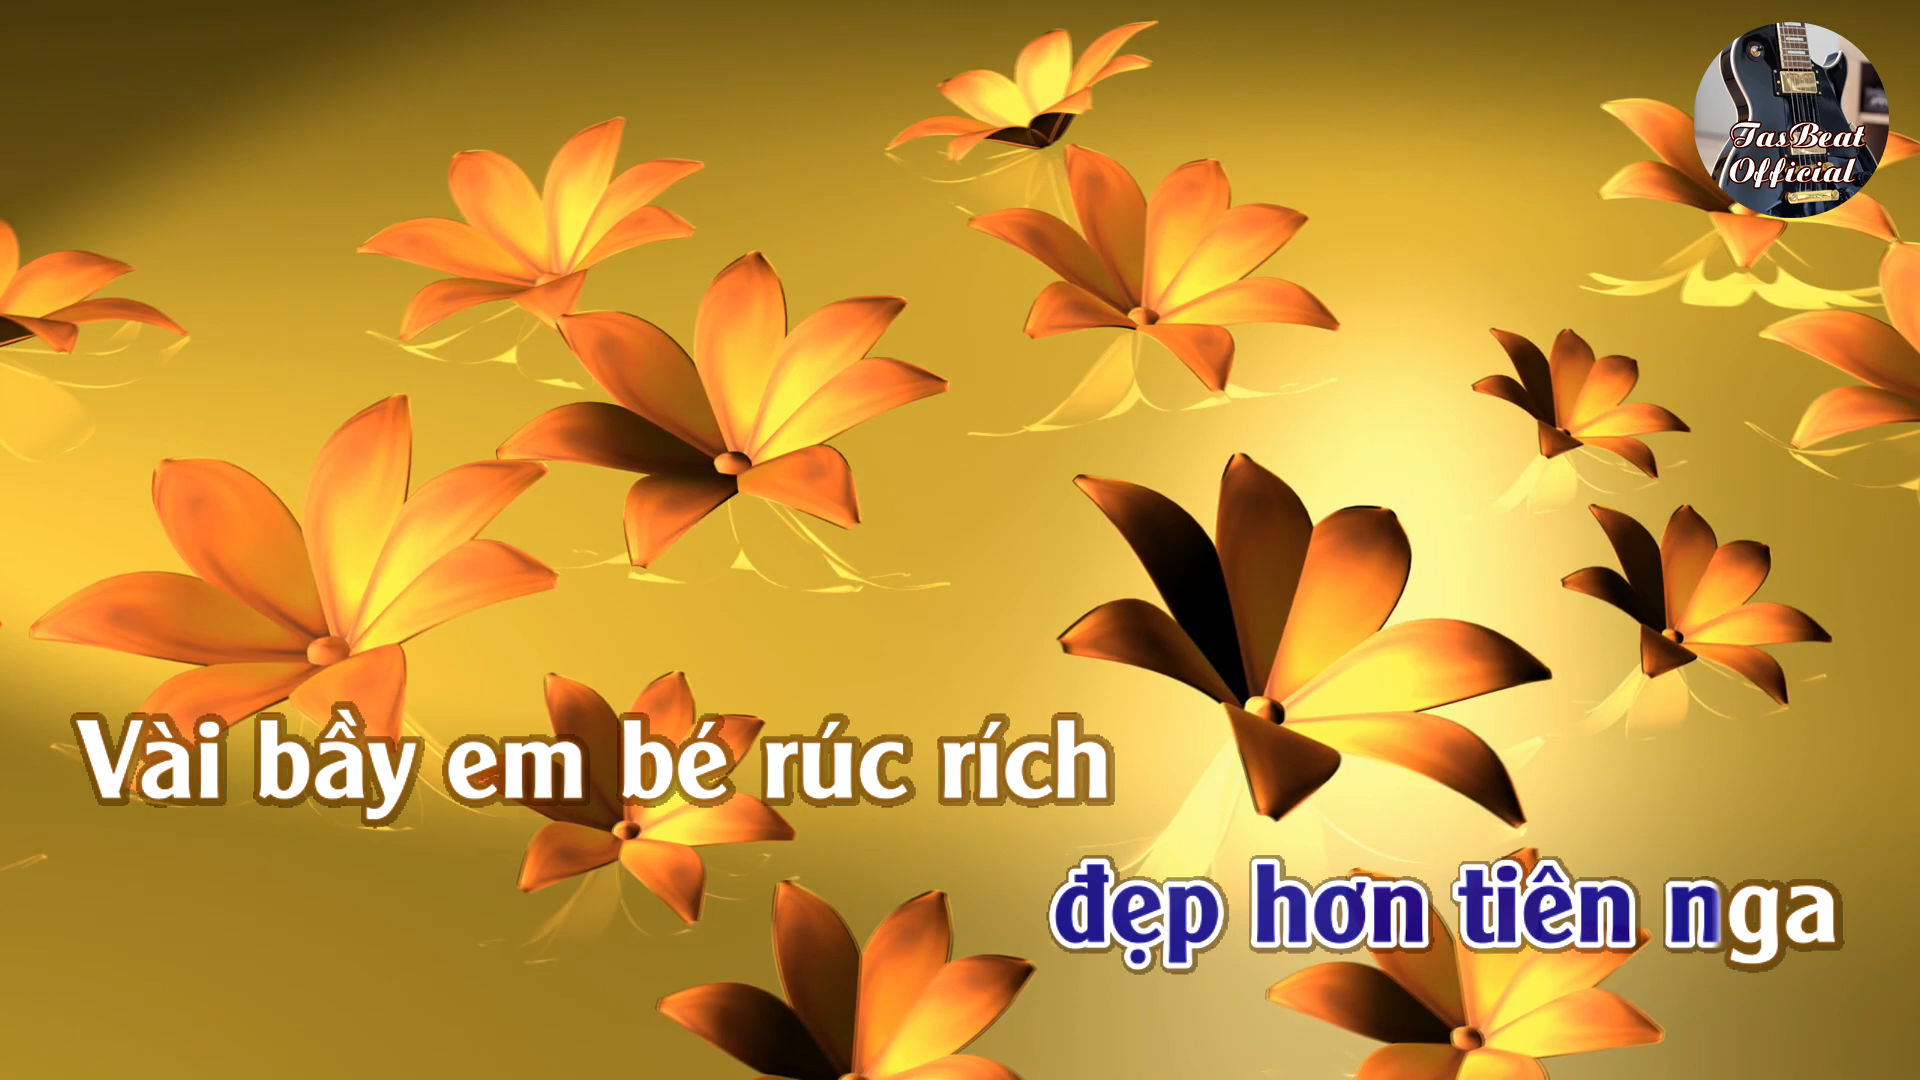 TasBeat
Official
Vài bầy em bé rúc rích
đẹp hơn tiên nga